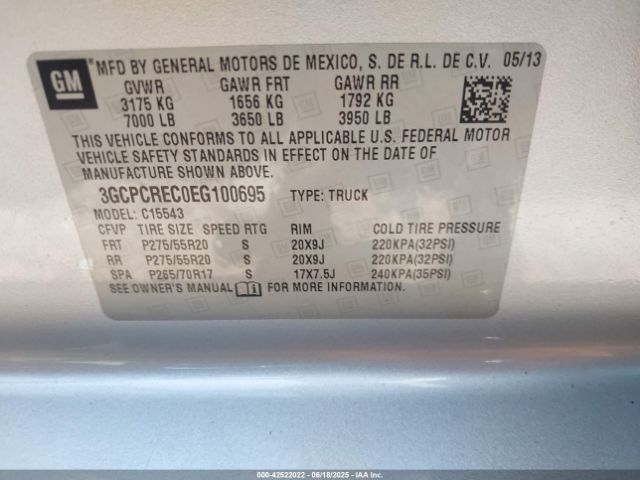 GM
MFD BY GENERAL MOTORS DE MEXICO, S. DE R.L. DE C.V. 05/13
GVWR GAWR FRT GAWR RR
3175 KG 1656 KG 1792 KG
7000 LB 3650 LB 3950 LB
THIS VEHICLE CONFORMS TO ALL APPLICABLE U.S. FEDERAL MOTOR
VEHICLE SAFETY STANDARDS IN EFFECT ON THE DATE OF
MANUFACTURE SHOWN ABOVE.
3GCPCREC0EG100695 TYPE: TRUCK
MODEL: C15543
CFVP TIRE SIZE SPEED RTG RIM COLD TIRE PRESSURE
FRT P275/55R20 S 20X9J 220KPA(32PSI)
RR P275/55R20 S 20X9J 220KPA(32PSI)
SPA P265/70R17 S 17X7.5J 240KPA(35PSI)
SEE OWNER'S MANUAL FOR MORE INFORMATION.
000-42522022 - 06/18/2025 - IAAI.COM